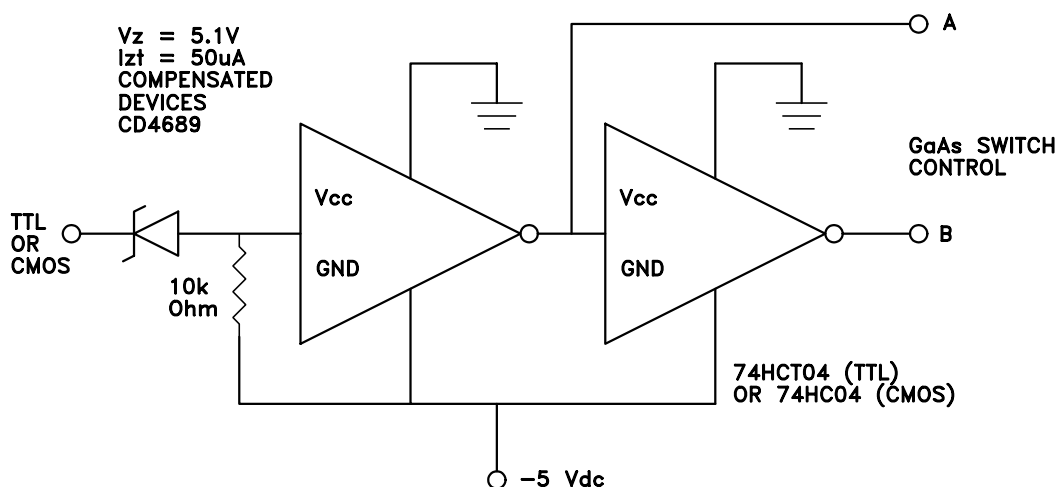 Vz = 5.1V
Izt = 50uA
COMPENSATED
DEVICES
CD4689
A
GaAs SWITCH
CONTROL
Vcc
Vcc
TTL
OR
CMOS
B
GND
GND
10k
Ohm
74HCT04 (TTL)
OR 74HC04 (CMOS)
-5 Vdc